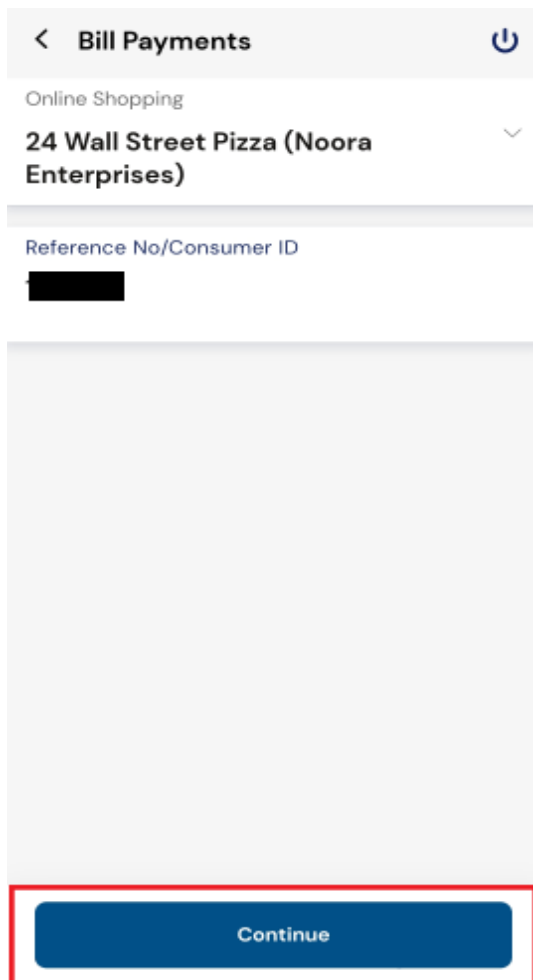 Bill Payments
Online Shopping
24 Wall Street Pizza (Noora
Enterprises)
Reference No/Consumer ID
Continue